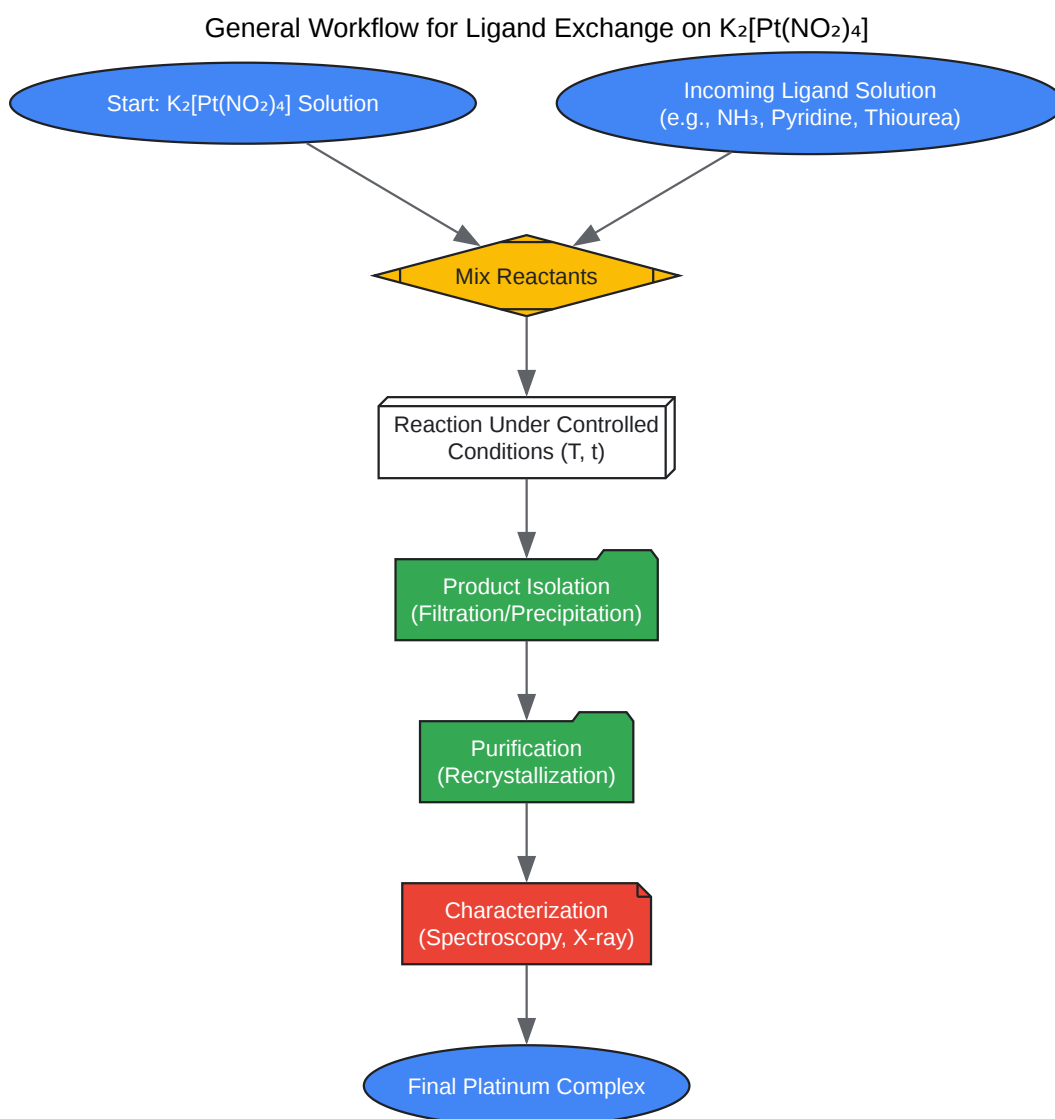 General Workflow for Ligand Exchange on K₂[Pt(NO₂)₄]
Start: K₂[Pt(NO₂)₄] Solution
Incoming Ligand Solution
(e.g., NH₃, Pyridine, Thiourea)
Mix Reactants
Reaction Under Controlled
Conditions (T, t)
Product Isolation
(Filtration/Precipitation)
Purification
(Recrystallization)
Characterization
(Spectroscopy, X-ray)
Final Platinum Complex